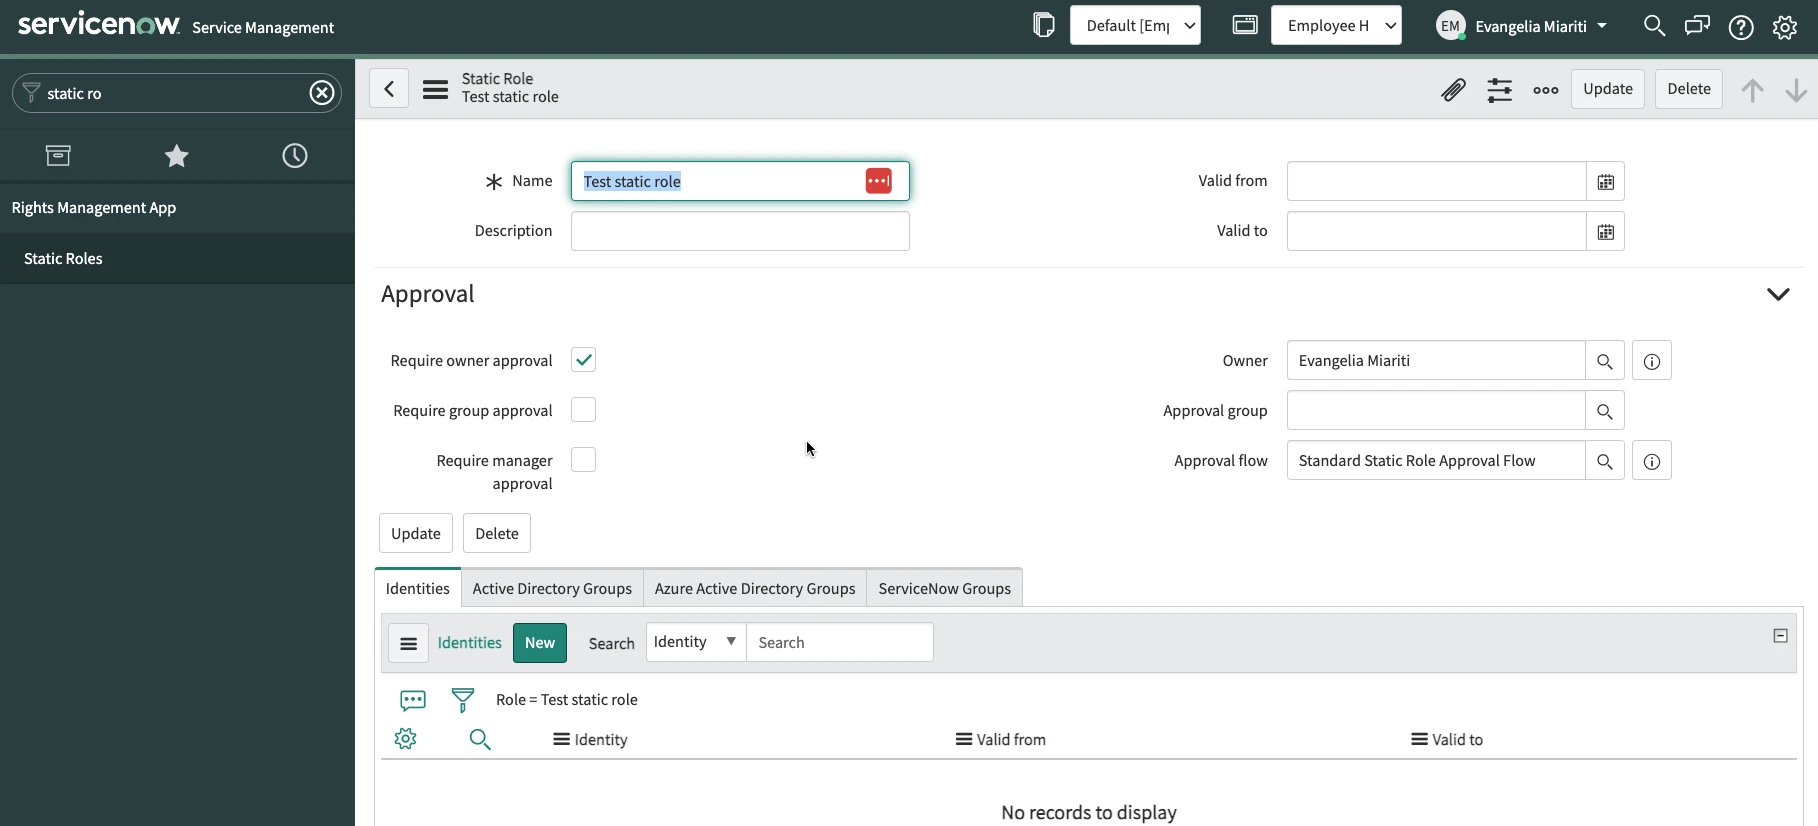 servicenow Service Management
Default [Em
Employee H
EM
Evangelia Miariti
static ro
Rights Management App
Static Roles
Static Role
Test static role
Update
Delete
Name
Test static role
Valid from
Description
Valid to
Approval
Require owner approval
Owner
Evangelia Miariti
Require group approval
Approval group
Require manager
approval
Approval flow
Standard Static Role Approval Flow
Update
Delete
Identities
Active Directory Groups
Azure Active Directory Groups
ServiceNow Groups
Identities
New
Search
Identity
Search
Role = Test static role
Identity
Valid from
Valid to
No records to display